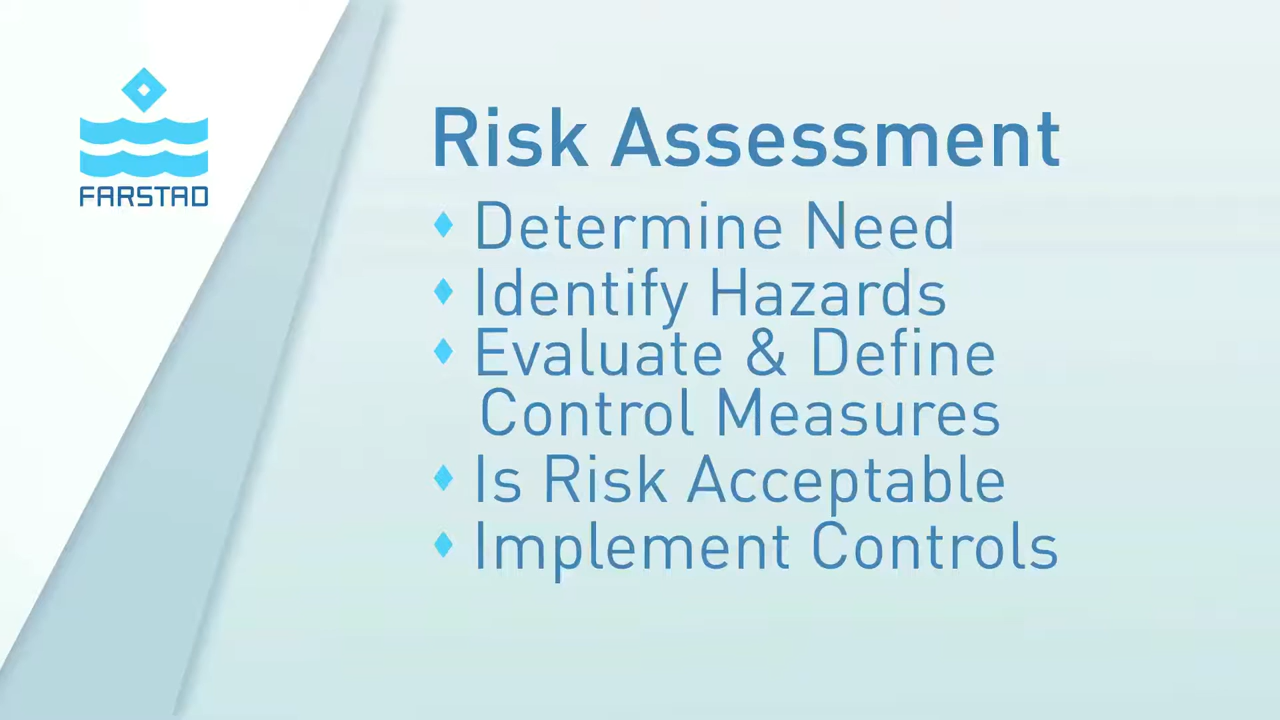 FARSTAD
Risk Assessment
Determine Need
Identify Hazards
Evaluate & Define
Control Measures
Is Risk Acceptable
Implement Controls